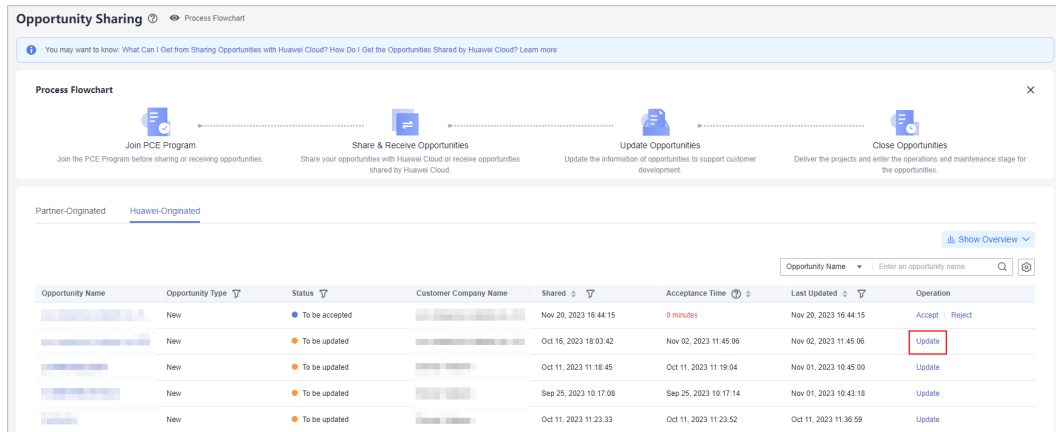 Opportunity Sharing Process Flowchart
· You may want to know: What Can I Get from Sharing Opportunities with Huawei Cloud? How Do I Get the Opportunities Shared by Huawei Cloud? Learn more
Process Flowchart
Join PCE Program Share & Receive Opportunities Update Opportunities Close Opportunities
Join the PCE Program before sharing or receiving opportunities. Share your opportunities with Huawei Cloud or receive opportunities Update the information of opportunities to support customer Deliver the projects and enter the operations and maintenance stage for
shared by Huawei Cloud. development. the opportunities.
Partner-Originated Huawei-Originated
Show Overview
Opportunity Name Enter an opportunity name.
Opportunity Name Opportunity Type Status Customer Company Name Shared Acceptance Time Last Updated Operation
New To be accepted Nov 20, 2023 16:44:15 0 minutes Nov 20, 2023 16:44:15 Accept Reject
New To be updated Oct 16, 2023 18:03:42 Nov 02, 2023 11:45:06 Nov 02, 2023 11:45:06 Update
New To be updated Oct 11, 2023 11:18:45 Oct 11, 2023 11:19:04 Nov 01, 2023 10:45:00 Update
New To be updated Sep 25, 2023 10:17:08 Sep 25, 2023 10:17:14 Nov 01, 2023 10:43:18 Update
New To be updated Oct 11, 2023 11:23:33 Oct 11, 2023 11:23:52 Oct 11, 2023 11:36:59 Update